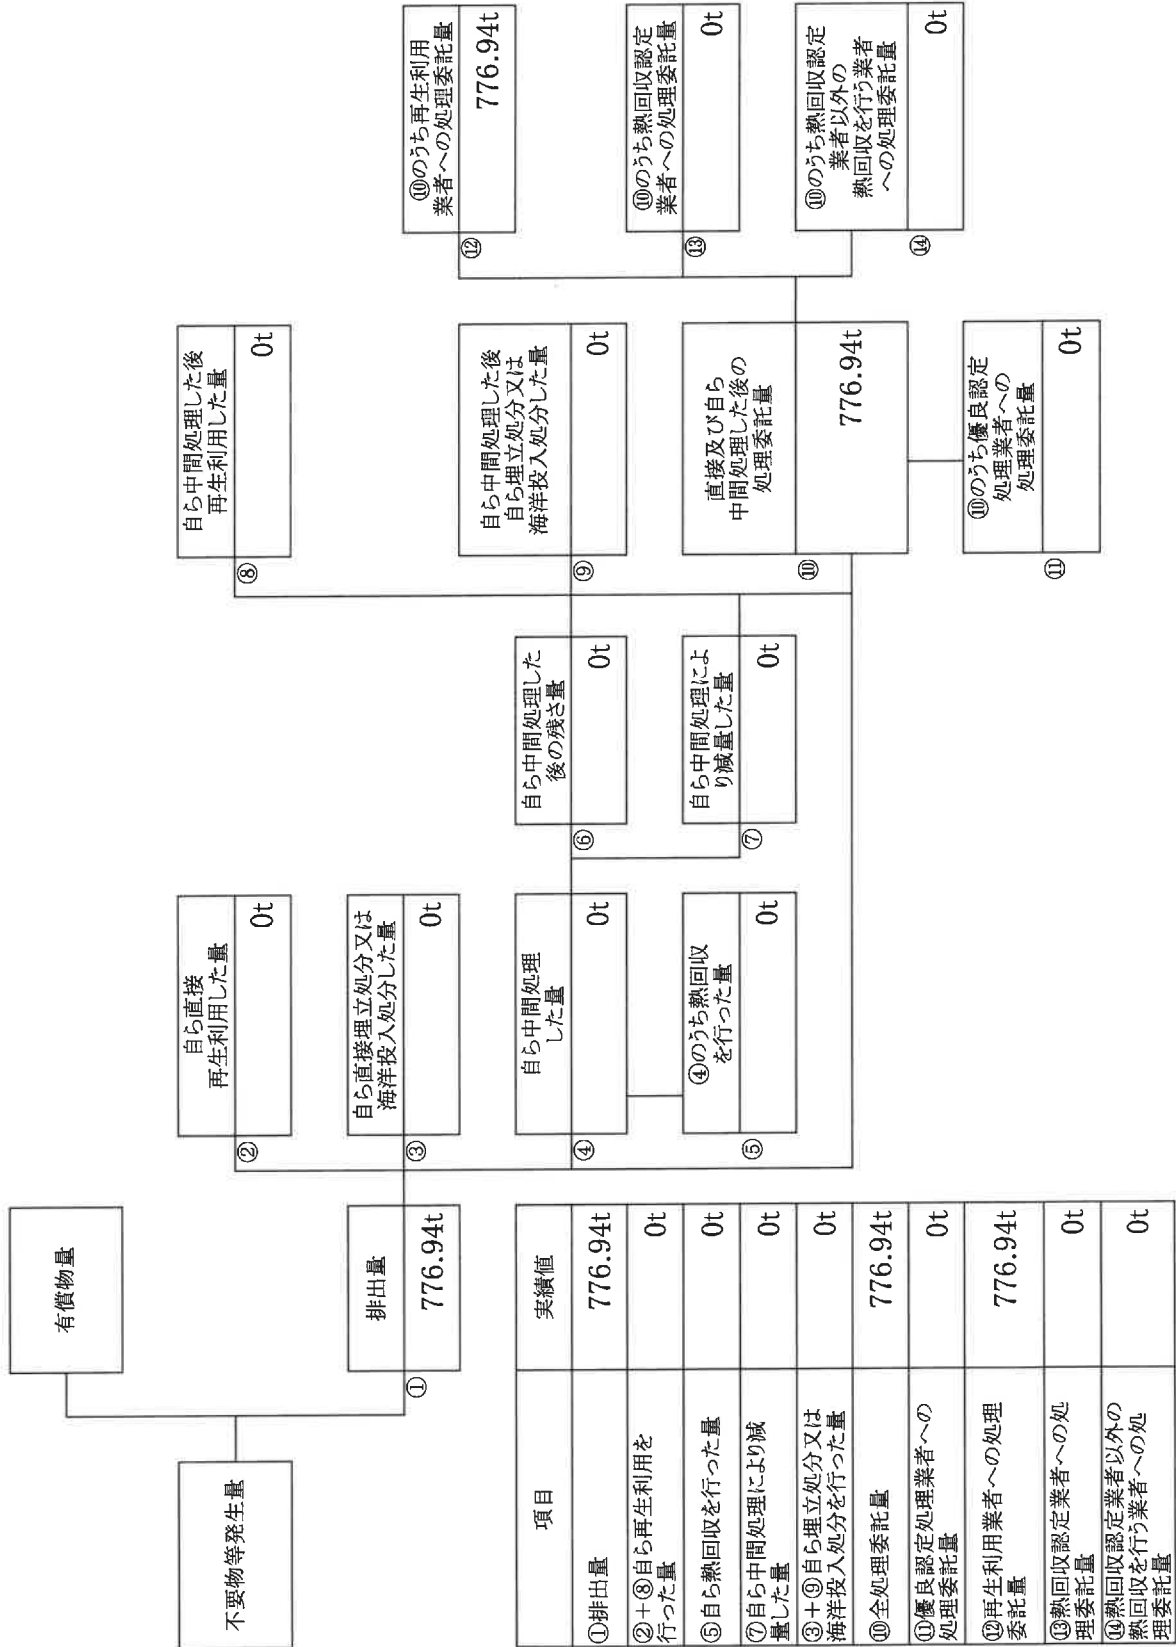 不要物等発生量
有償物量
排出量
①
776.94t
自ら直接
再生利用した量
②
0t
自ら直接埋立処分又は
海洋投入処分した量
③
0t
自ら中間処理
した量
④
0t
④のうち熱回収
を行った量
⑤
0t
自ら中間処理した
後の残さ量
⑥
0t
自ら中間処理によ
り減量した量
⑦
0t
自ら中間処理した後
再生利用した量
⑧
0t
自ら中間処理した後
自ら埋立処分又は
海洋投入処分した量
⑨
0t
直接及び自ら
中間処理した後の
処理委託量
⑩
776.94t
⑩のうち優良認定
処理業者への
処理委託量
⑪
0t
⑩のうち再生利用
業者への処理委託量
⑫
776.94t
⑩のうち熱回収認定
業者への処理委託量
⑬
0t
⑩のうち熱回収認定
業者以外の
熱回収を行う業者
への処理委託量
⑭
0t
項目 実績値
①排出量 776.94t
②+⑧自ら再生利用を
行った量 0t
⑤自ら熱回収を行った量 0t
⑦自ら中間処理により減
量した量 0t
③+⑨自ら埋立処分又は
海洋投入処分を行った量 0t
⑩全処理委託量 776.94t
⑪優良認定処理業者への
処理委託量 0t
⑫再生利用業者への処理
委託量 776.94t
⑬熱回収認定業者への処
理委託量 0t
⑭熱回収認定業者以外の
熱回収を行う業者への処
理委託量 0t